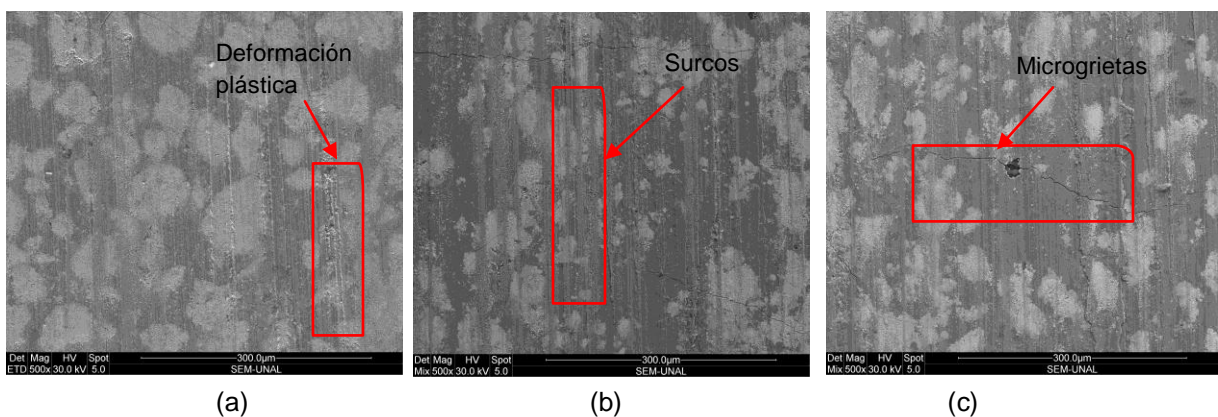 Deformación
plástica
Surcos
Microgrietas
Det Mag HV Spot 300.0µm
ETD 500x 30.0 kV 5.0 SEM-UNAL
Det Mag HV Spot 300.0µm
Mix 500x 30.0 kV 5.0 SEM-UNAL
Det Mag HV Spot 300.0µm
Mix 500x 30.0 kV 5.0 SEM-UNAL
(a)
(b)
(c)